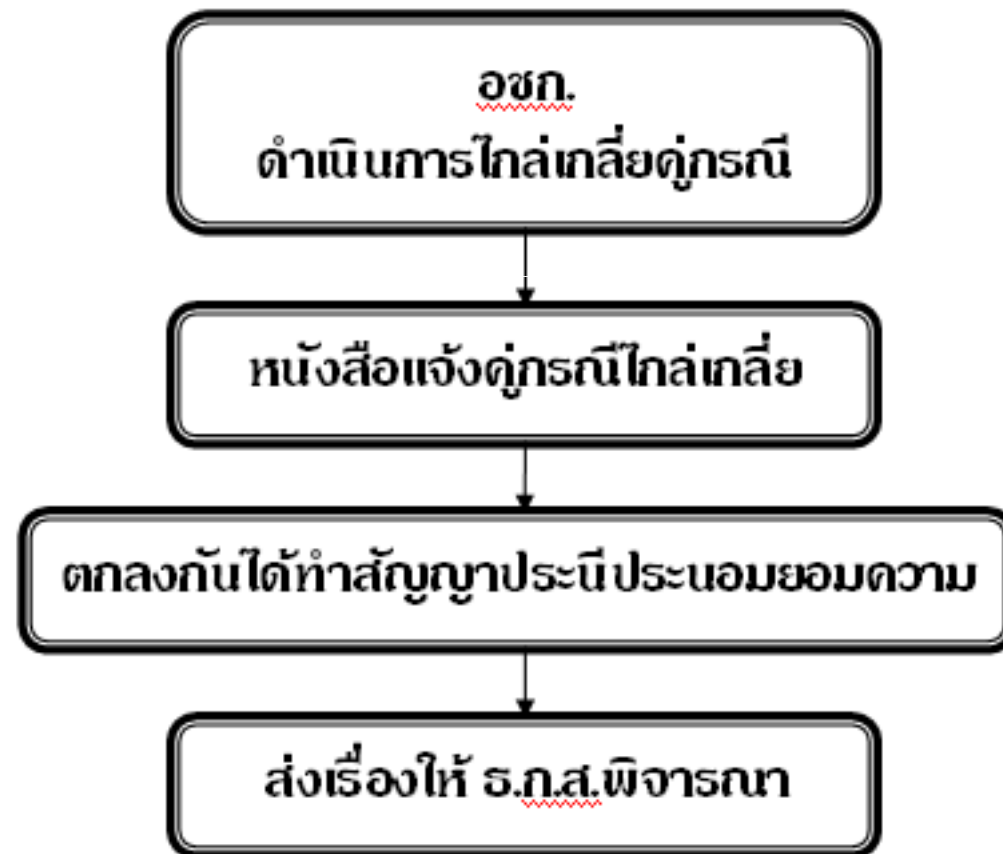 อชก.
ดำเนินการไกล่เกลี่ยคู่กรณี
หนังสือแจ้งคู่กรณีไกล่เกลี่ย
ตกลงกันได้ทำสัญญาประนีประนอมยอมความ
ส่งเรื่องให้ ธ.ก.ส.พิจารณา